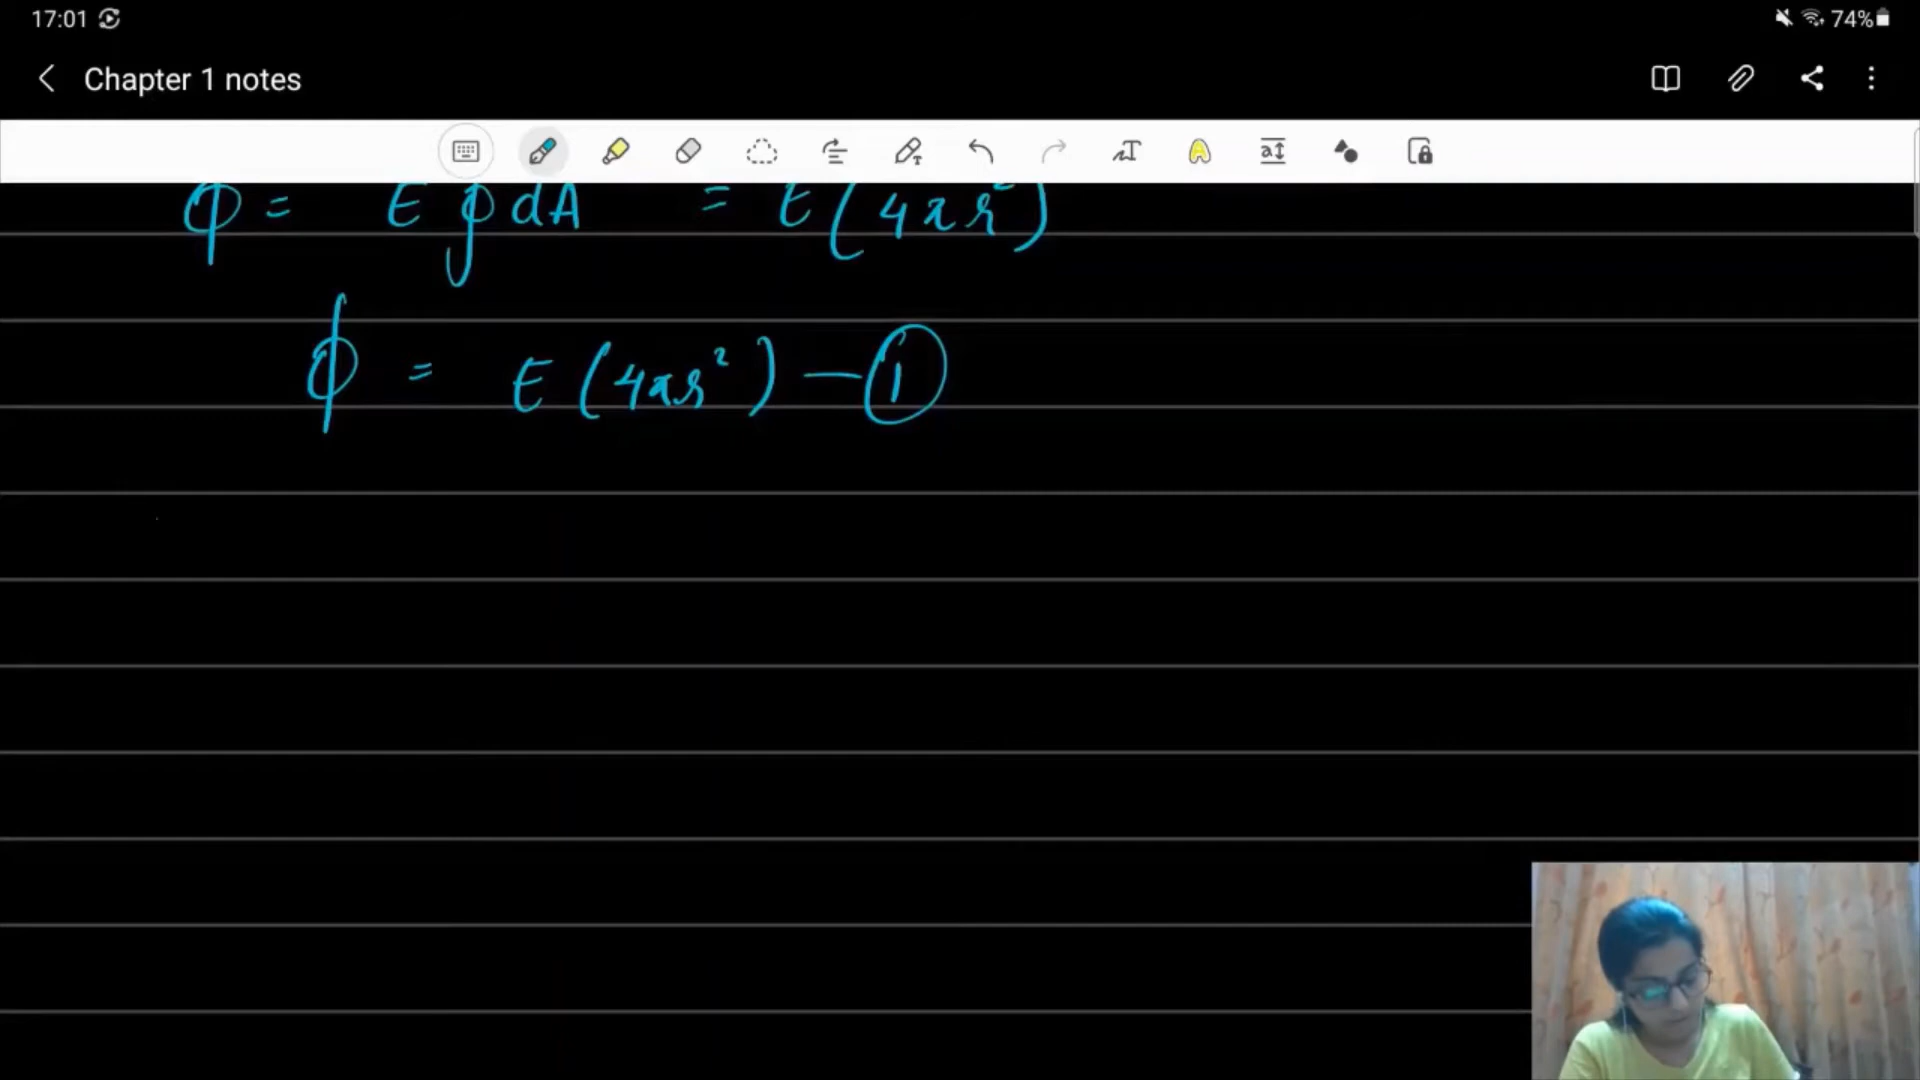 17:01 74%
Chapter 1 notes
ϕ = E ∮ dA = E(4πr²)
ϕ = E(4πr²) — ①